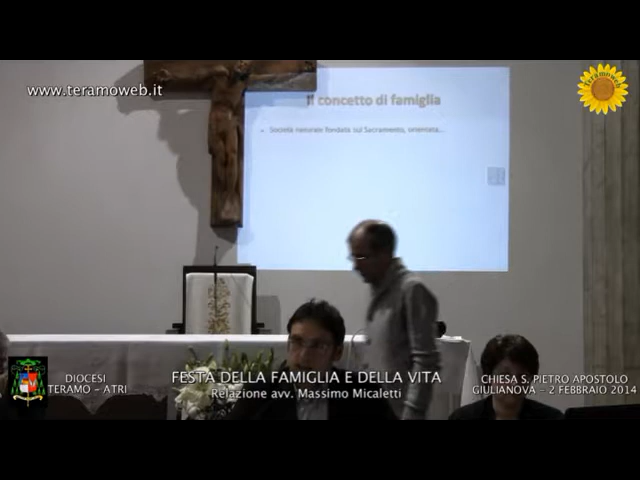 www.teramoweb.it
teramoweb
Il concetto di famiglia
Società naturale fondata sul Sacramento, orientata...
DIOCESI
TERAMO - ATRI
FESTA DELLA FAMIGLIA E DELLA VITA
Relazione avv. Massimo Micaletti
CHIESA S. PIETRO APOSTOLO
GIULIANOVA - 2 FEBBRAIO 2014